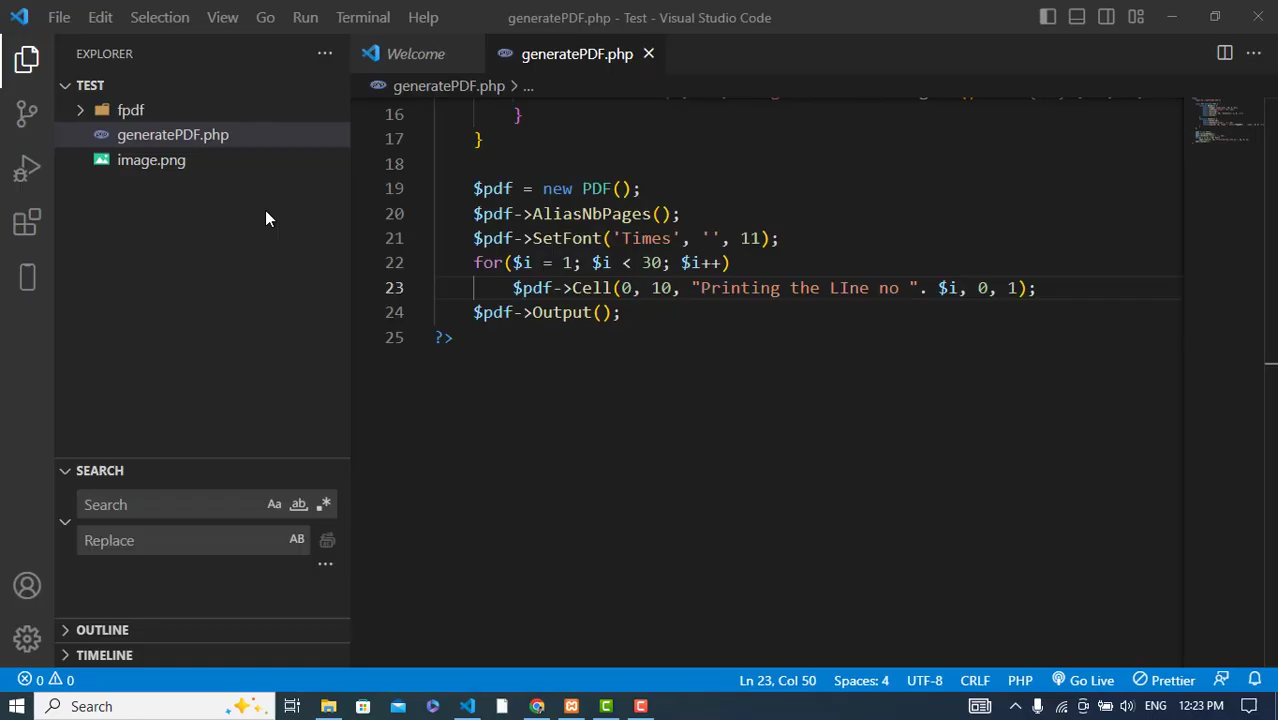 File Edit Selection View Go Run Terminal Help generatePDF.php - Test - Visual Studio Code
EXPLORER
Welcome generatePDF.php
TEST
generatePDF.php > ...
fpdf
generatePDF.php
image.png
16 }
17 }
18
19 $pdf = new PDF();
20 $pdf->AliasNbPages();
21 $pdf->SetFont('Times', '', 11);
22 for($i = 1; $i < 30; $i++)
23 $pdf->Cell(0, 10, "Printing the LIne no ". $i, 0, 1);
24 $pdf->Output();
25 ?>
SEARCH
Search Aa ab .*
Replace AB
OUTLINE
TIMELINE
0 0 Ln 23, Col 50 Spaces: 4 UTF-8 CRLF PHP Go Live Prettier
Search ENG 12:23 PM